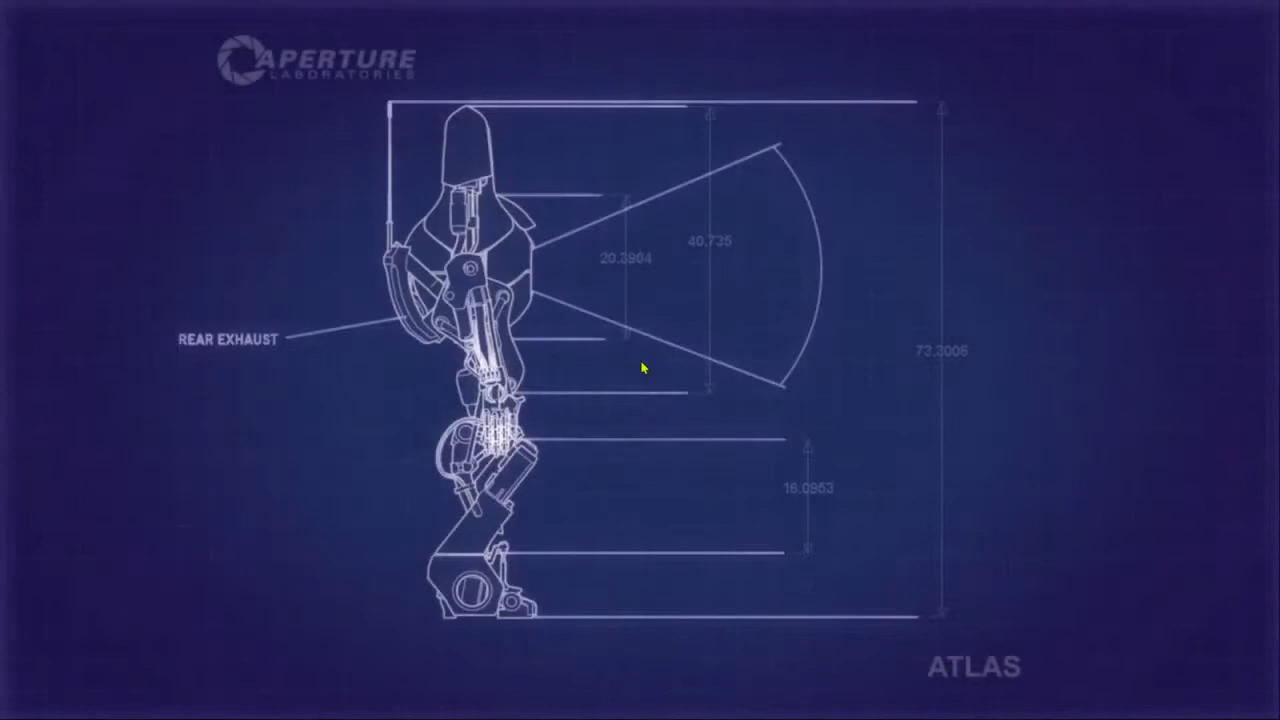 APERTURE
LABORATORIES
40.735
20.3904
REAR EXHAUST
73.3006
16.0953
ATLAS